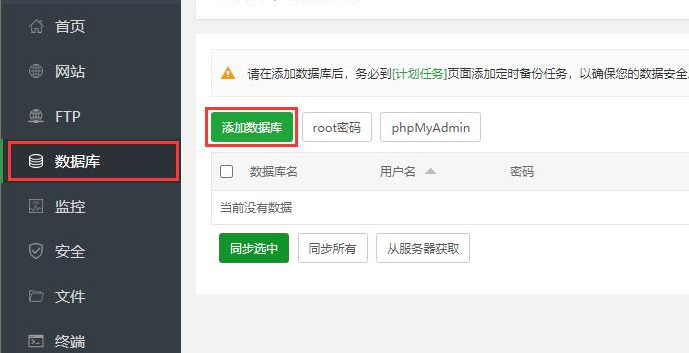 首页
网站
FTP
数据库
监控
安全
文件
终端
请在添加数据库后，务必到[计划任务]页面添加定时备份任务，以确保您的数据安全
添加数据库 root密码 phpMyAdmin
数据库名 用户名 密码
当前没有数据
同步选中 同步所有 从服务器获取